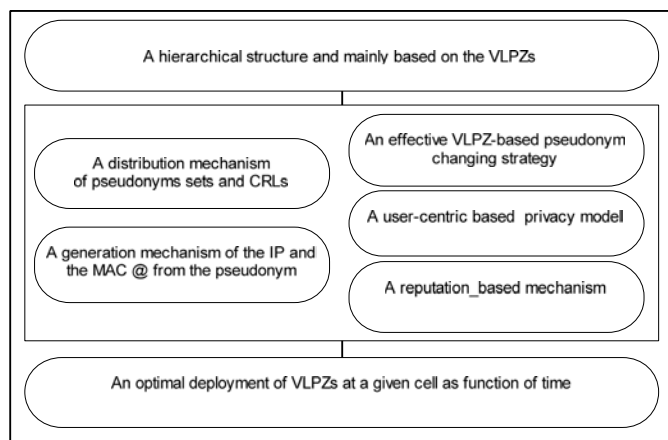 A hierarchical structure and mainly based on the VLPZs
A distribution mechanism
of pseudonyms sets and CRLs
A generation mechanism of the IP and
the MAC @ from the pseudonym
An effective VLPZ-based pseudonym
changing strategy
A user-centric based privacy model
A reputation_based mechanism
An optimal deployment of VLPZs at a given cell as function of time